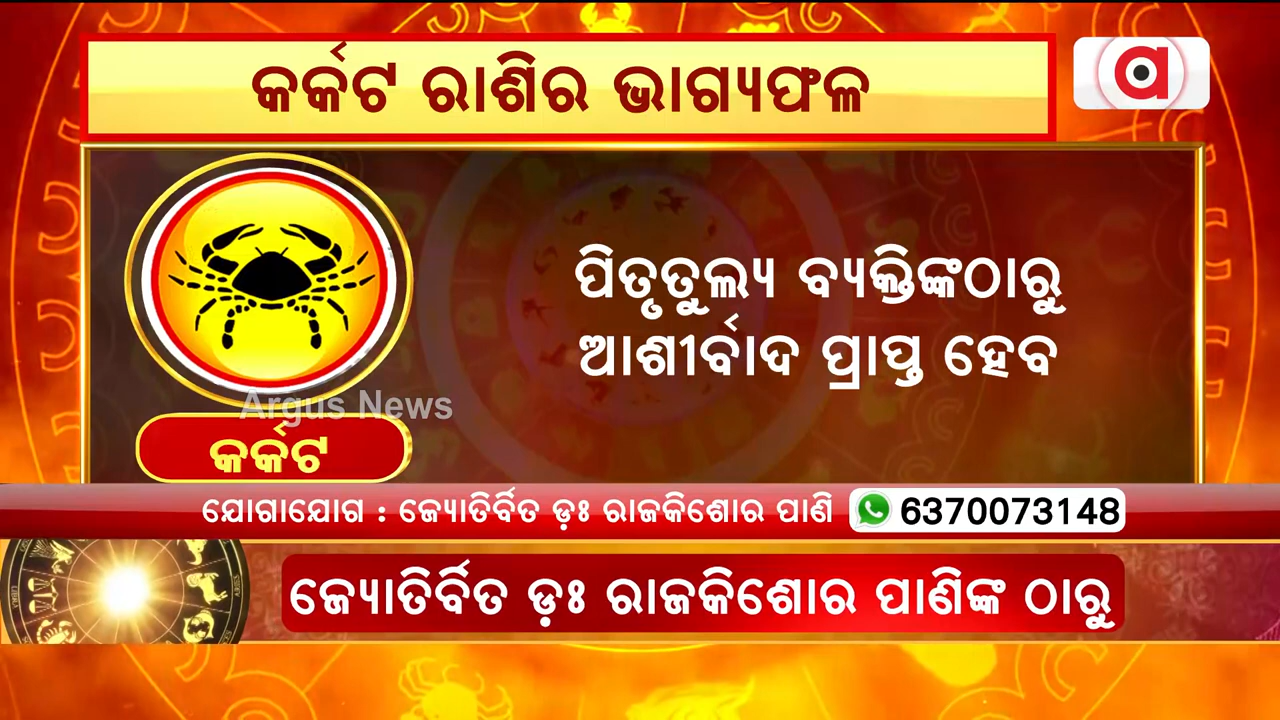 କର୍କଟ ରାଶିର ଭାଗ୍ୟଫଳ
a
ପିତୃତୁଲ୍ୟ ବ୍ୟକ୍ତିଙ୍କଠାରୁ
ଆଶୀର୍ବାଦ ପ୍ରାପ୍ତ ହେବ
Argus News
କର୍କଟ
ଯୋଗାଯୋଗ : ଜ୍ୟୋତିର୍ବିତ ଡ଼ଃ ରାଜକିଶୋର ପାଣି 6370073148
ଜ୍ୟୋତିର୍ବିତ ଡ଼ଃ ରାଜକିଶୋର ପାଣିଙ୍କ ଠାରୁ